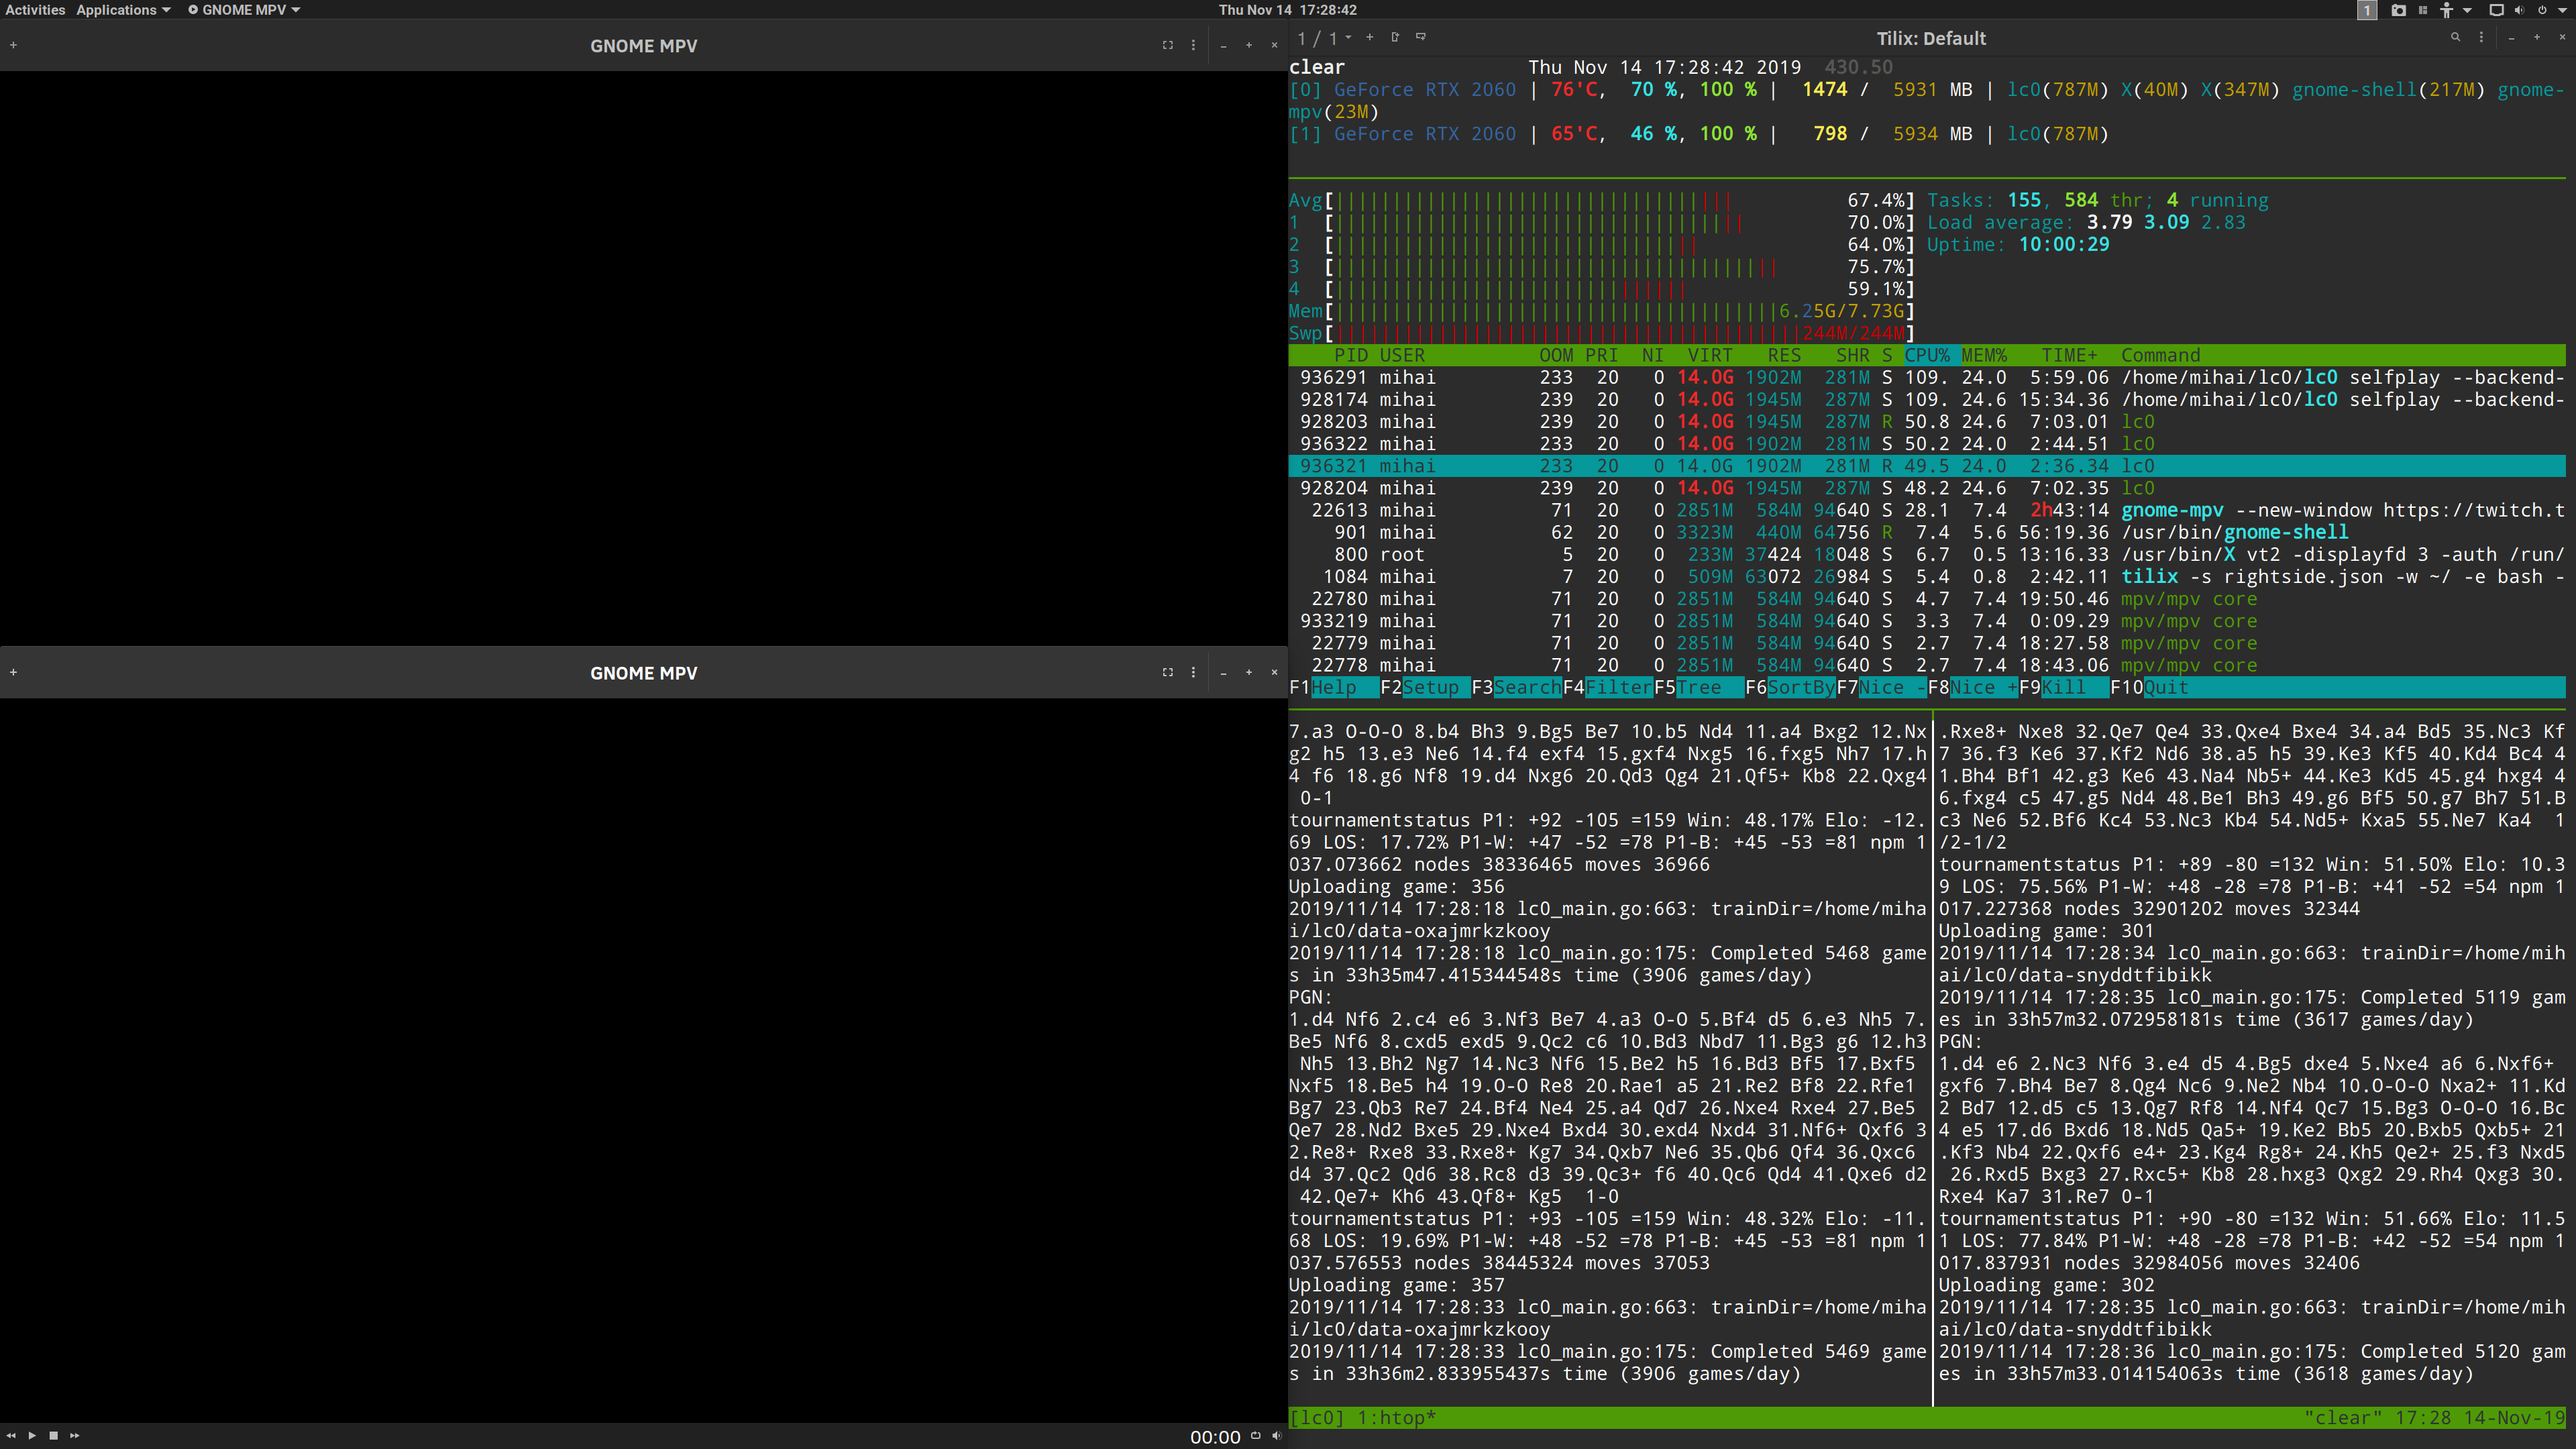 Activities Applications GNOME MPV Thu Nov 14 17:28:42 1
GNOME MPV
1 / 1 Tilix: Default
clear Thu Nov 14 17:28:42 2019 430.50
[0] GeForce RTX 2060 | 76'C, 70 %, 100 % | 1474 / 5931 MB | lc0(787M) X(40M) X(347M) gnome-shell(217M) gnome-
mpv(23M)
[1] GeForce RTX 2060 | 65'C, 46 %, 100 % | 798 / 5934 MB | lc0(787M)
Avg[ 67.4%] Tasks: 155, 584 thr; 4 running
1 [ 70.0%] Load average: 3.79 3.09 2.83
2 [ 64.0%] Uptime: 10:00:29
3 [ 75.7%]
4 [ 59.1%]
Mem[ 6.25G/7.73G]
Swp[ 244M/244M]
PID USER OOM PRI NI VIRT RES SHR S CPU% MEM% TIME+ Command
936291 mihai 233 20 0 14.0G 1902M 281M S 109. 24.0 5:59.06 /home/mihai/lc0/lc0 selfplay --backend-
928174 mihai 239 20 0 14.0G 1945M 287M S 109. 24.6 15:34.36 /home/mihai/lc0/lc0 selfplay --backend-
928203 mihai 239 20 0 14.0G 1945M 287M R 50.8 24.6 7:03.01 lc0
936322 mihai 233 20 0 14.0G 1902M 281M S 50.2 24.0 2:44.51 lc0
936321 mihai 233 20 0 14.0G 1902M 281M R 49.5 24.0 2:36.34 lc0
928204 mihai 239 20 0 14.0G 1945M 287M S 48.2 24.6 7:02.35 lc0
22613 mihai 71 20 0 2851M 584M 94640 S 28.1 7.4 2h43:14 gnome-mpv --new-window https://twitch.t
901 mihai 62 20 0 3323M 440M 64756 R 7.4 5.6 56:19.36 /usr/bin/gnome-shell
800 root 5 20 0 233M 37424 18048 S 6.7 0.5 13:16.33 /usr/bin/X vt2 -displayfd 3 -auth /run/
1084 mihai 7 20 0 509M 63072 26984 S 5.4 0.8 2:42.11 tilix -s rightside.json -w ~/ -e bash -
22780 mihai 71 20 0 2851M 584M 94640 S 4.7 7.4 19:50.46 mpv/mpv core
933219 mihai 71 20 0 2851M 584M 94640 S 3.3 7.4 0:09.29 mpv/mpv core
22779 mihai 71 20 0 2851M 584M 94640 S 2.7 7.4 18:27.58 mpv/mpv core
22778 mihai 71 20 0 2851M 584M 94640 S 2.7 7.4 18:43.06 mpv/mpv core
F1Help F2Setup F3SearchF4FilterF5Tree F6SortByF7Nice -F8Nice +F9Kill F10Quit
GNOME MPV
7.a3 O-O-O 8.b4 Bh3 9.Bg5 Be7 10.b5 Nd4 11.a4 Bxg2 12.Nx
g2 h5 13.e3 Ne6 14.f4 exf4 15.gxf4 Nxg5 16.fxg5 Nh7 17.h
4 f6 18.g6 Nf8 19.d4 Nxg6 20.Qd3 Qg4 21.Qf5+ Kb8 22.Qxg4
0-1
tournamentstatus P1: +92 -105 =159 Win: 48.17% Elo: -12.
69 LOS: 17.72% P1-W: +47 -52 =78 P1-B: +45 -53 =81 npm 1
037.073662 nodes 38336465 moves 36966
Uploading game: 356
2019/11/14 17:28:18 lc0_main.go:663: trainDir=/home/miha
i/lc0/data-oxajmrkzkooy
2019/11/14 17:28:18 lc0_main.go:175: Completed 5468 game
s in 33h35m47.415344548s time (3906 games/day)
PGN:
1.d4 Nf6 2.c4 e6 3.Nf3 Be7 4.a3 O-O 5.Bf4 d5 6.e3 Nh5 7.
Be5 Nf6 8.cxd5 exd5 9.Qc2 c6 10.Bd3 Nbd7 11.Bg3 g6 12.h3
Nh5 13.Bh2 Ng7 14.Nc3 Nf6 15.Be2 h5 16.Bd3 Bf5 17.Bxf5
Nxf5 18.Be5 h4 19.O-O Re8 20.Rae1 a5 21.Re2 Bf8 22.Rfe1
Bg7 23.Qb3 Re7 24.Bf4 Ne4 25.a4 Qd7 26.Nxe4 Rxe4 27.Be5
Qe7 28.Nd2 Bxe5 29.Nxe4 Bxd4 30.exd4 Nxd4 31.Nf6+ Qxf6 3
2.Re8+ Rxe8 33.Rxe8+ Kg7 34.Qxb7 Ne6 35.Qb6 Qf4 36.Qxc6
d4 37.Qc2 Qd6 38.Rc8 d3 39.Qc3+ f6 40.Qc6 Qd4 41.Qxe6 d2
42.Qe7+ Kh6 43.Qf8+ Kg5 1-0
tournamentstatus P1: +93 -105 =159 Win: 48.32% Elo: -11.
68 LOS: 19.69% P1-W: +48 -52 =78 P1-B: +45 -53 =81 npm 1
037.576553 nodes 38445324 moves 37053
Uploading game: 357
2019/11/14 17:28:33 lc0_main.go:663: trainDir=/home/miha
i/lc0/data-oxajmrkzkooy
2019/11/14 17:28:33 lc0_main.go:175: Completed 5469 game
s in 33h36m2.833955437s time (3906 games/day)
.Rxe8+ Nxe8 32.Qe7 Qe4 33.Qxe4 Bxe4 34.a4 Bd5 35.Nc3 Kf
7 36.f3 Ke6 37.Kf2 Nd6 38.a5 h5 39.Ke3 Kf5 40.Kd4 Bc4 4
1.Bh4 Bf1 42.g3 Ke6 43.Na4 Nb5+ 44.Ke3 Kd5 45.g4 hxg4 4
6.fxg4 c5 47.g5 Nd4 48.Be1 Bh3 49.g6 Bf5 50.g7 Bh7 51.B
c3 Ne6 52.Bf6 Kc4 53.Nc3 Kb4 54.Nd5+ Kxa5 55.Ne7 Ka4 1
/2-1/2
tournamentstatus P1: +89 -80 =132 Win: 51.50% Elo: 10.3
9 LOS: 75.56% P1-W: +48 -28 =78 P1-B: +41 -52 =54 npm 1
017.227368 nodes 32901202 moves 32344
Uploading game: 301
2019/11/14 17:28:34 lc0_main.go:663: trainDir=/home/mih
ai/lc0/data-snyddtfibikk
2019/11/14 17:28:35 lc0_main.go:175: Completed 5119 gam
es in 33h57m32.072958181s time (3617 games/day)
PGN:
1.d4 e6 2.Nc3 Nf6 3.e4 d5 4.Bg5 dxe4 5.Nxe4 a6 6.Nxf6+
gxf6 7.Bh4 Be7 8.Qg4 Nc6 9.Ne2 Nb4 10.O-O-O Nxa2+ 11.Kd
2 Bd7 12.d5 c5 13.Qg7 Rf8 14.Nf4 Qc7 15.Bg3 O-O-O 16.Bc
4 e5 17.d6 Bxd6 18.Nd5 Qa5+ 19.Ke2 Bb5 20.Bxb5 Qxb5+ 21
.Kf3 Nb4 22.Qxf6 e4+ 23.Kg4 Rg8+ 24.Kh5 Qe2+ 25.f3 Nxd5
26.Rxd5 Bxg3 27.Rxc5+ Kb8 28.hxg3 Qxg2 29.Rh4 Qxg3 30.
Rxe4 Ka7 31.Re7 0-1
tournamentstatus P1: +90 -80 =132 Win: 51.66% Elo: 11.5
1 LOS: 77.84% P1-W: +48 -28 =78 P1-B: +42 -52 =54 npm 1
017.837931 nodes 32984056 moves 32406
Uploading game: 302
2019/11/14 17:28:35 lc0_main.go:663: trainDir=/home/mih
ai/lc0/data-snyddtfibikk
2019/11/14 17:28:36 lc0_main.go:175: Completed 5120 gam
es in 33h57m33.014154063s time (3618 games/day)
[lc0] 1:htop* "clear" 17:28 14-Nov-19
00:00